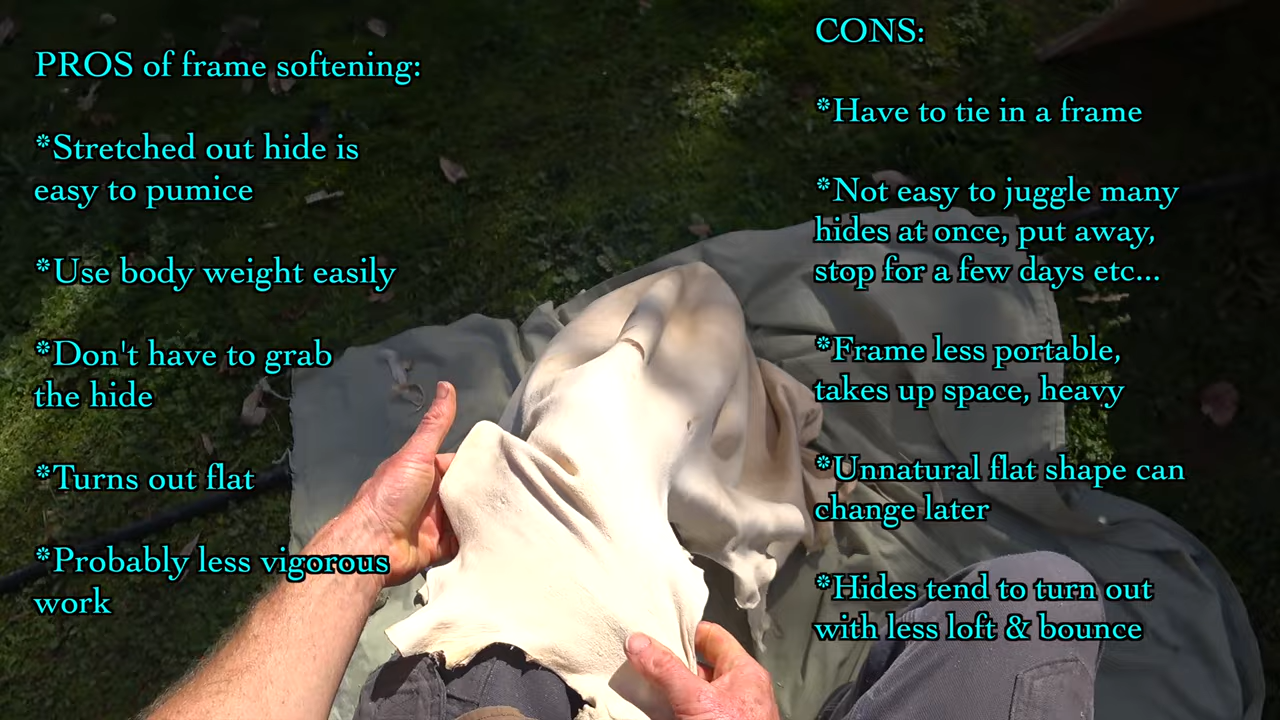 PROS of frame softening:
*Stretched out hide is
easy to pumice
*Use body weight easily
*Don't have to grab
the hide
*Turns out flat
*Probably less vigorous
work
CONS:
*Have to tie in a frame
*Not easy to juggle many
hides at once, put away,
stop for a few days etc...
*Frame less portable,
takes up space, heavy
*Unnatural flat shape can
change later
*Hides tend to turn out
with less loft & bounce